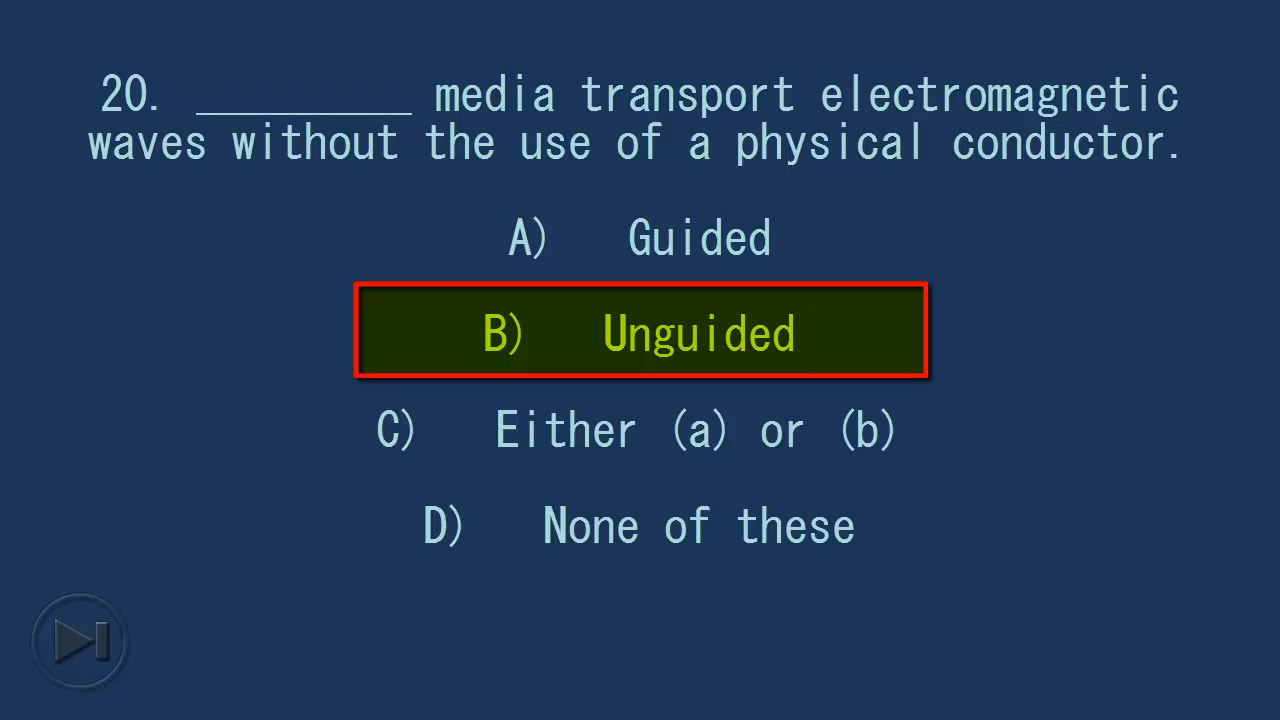 20. _________ media transport electromagnetic
waves without the use of a physical conductor.
A) Guided
B) Unguided
C) Either (a) or (b)
D) None of these